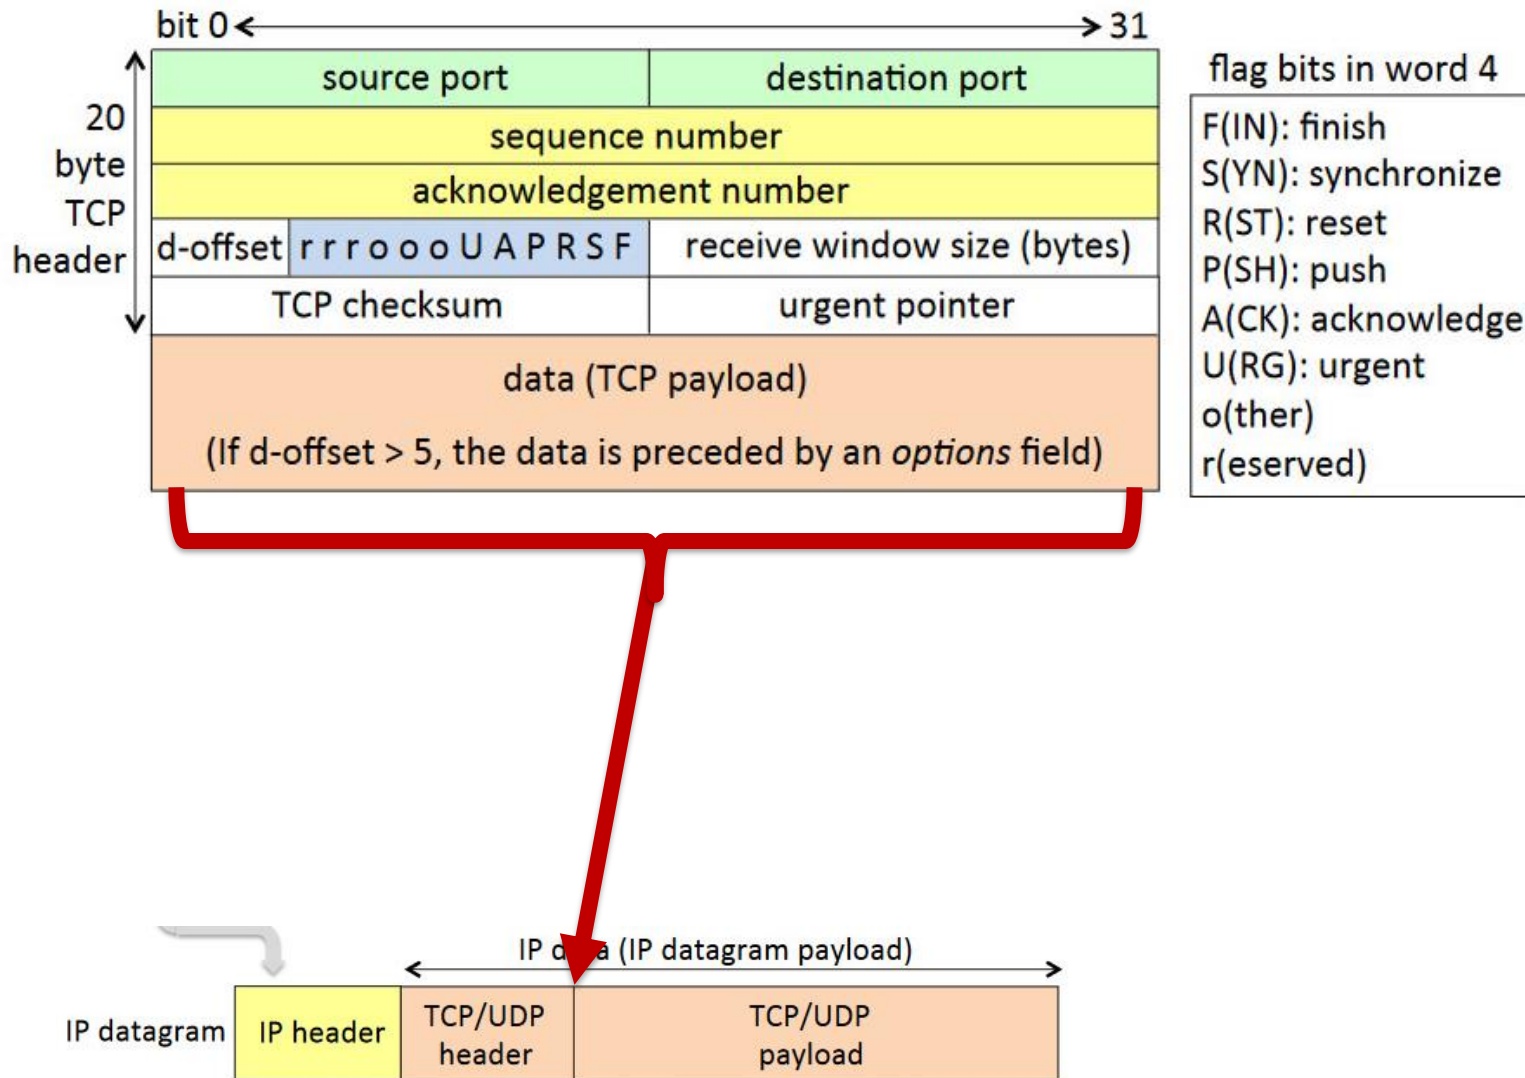 bit 0 31
source port destination port
20 byte TCP header
sequence number
acknowledgement number
d-offset r r r o o o U A P R S F receive window size (bytes)
TCP checksum urgent pointer
data (TCP payload)
(If d-offset > 5, the data is preceded by an options field)
flag bits in word 4
F(IN): finish
S(YN): synchronize
R(ST): reset
P(SH): push
A(CK): acknowledge
U(RG): urgent
o(ther)
r(eserved)
IP (IP datagram payload)
IP datagram
IP header
TCP/UDP
header
TCP/UDP
payload